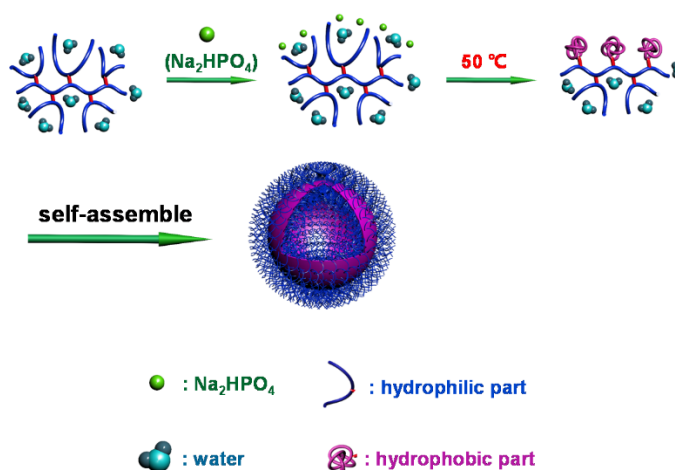 (Na₂HPO₄)
50 ℃
self-assemble
: Na₂HPO₄
: hydrophilic part
: water
: hydrophobic part